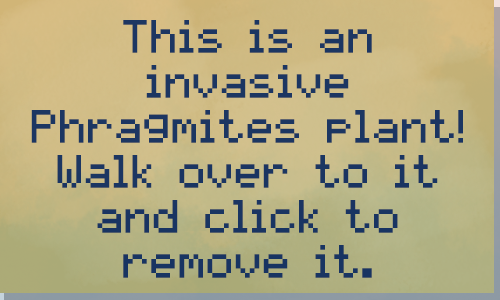 This is an
invasive
Phragmites plant!
Walk over to it
and click to
remove it.